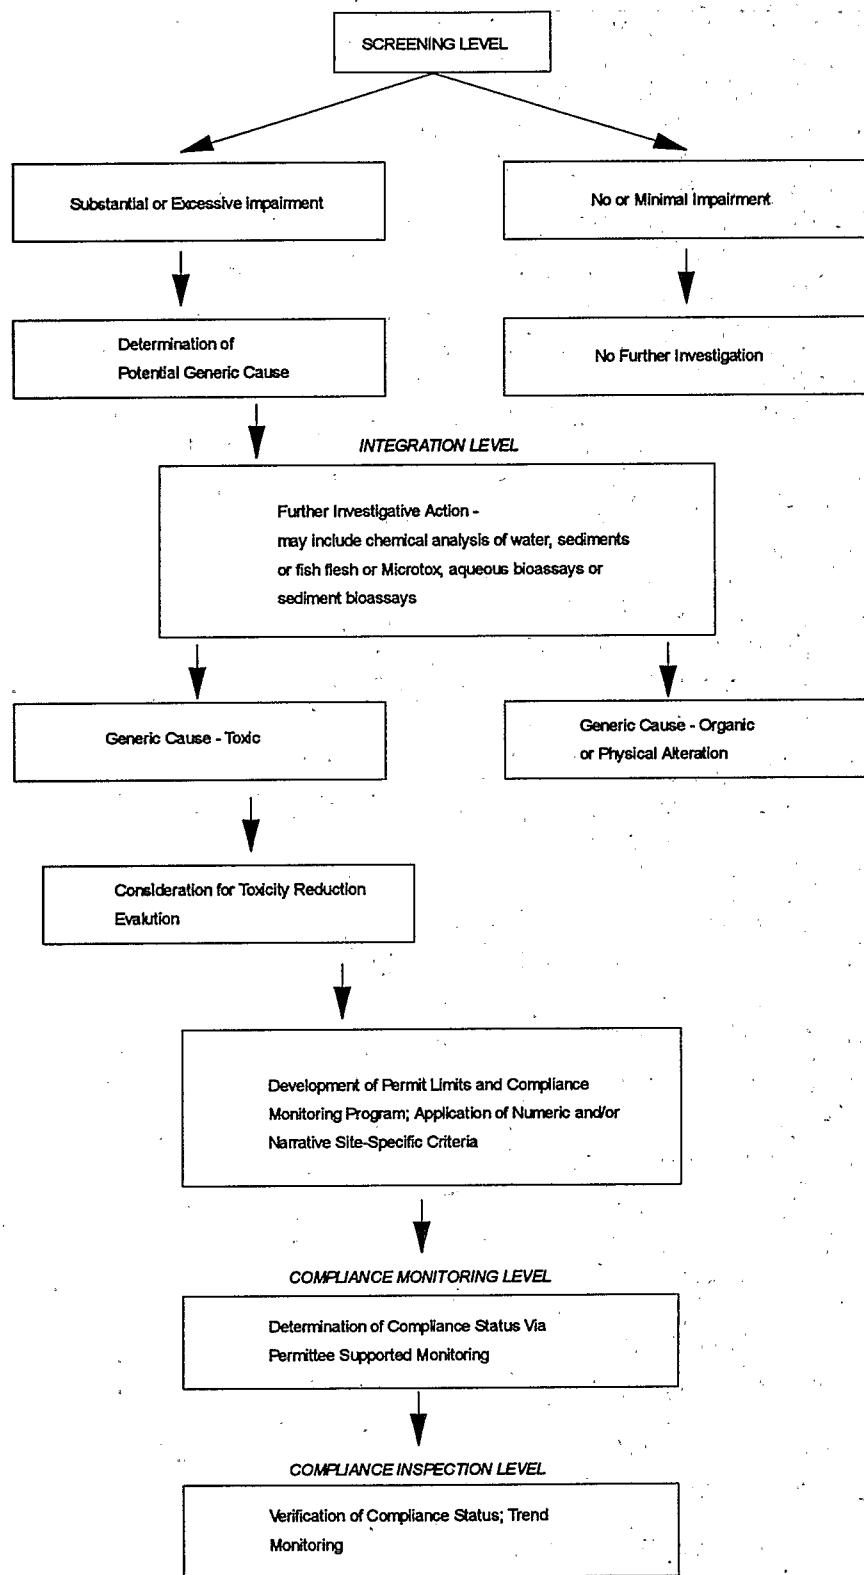 SCREENING LEVEL
Substantial or Excessive Impairment
No or Minimal Impairment
Determination of
Potential Generic Cause
No Further Investigation
INTEGRATION LEVEL
Further Investigative Action -
may include chemical analysis of water, sediments
or fish flesh or Microtox, aqueous bioassays or
sediment bioassays
Generic Cause - Toxic
Generic Cause - Organic
or Physical Alteration
Consideration for Toxicity Reduction
Evalution
Development of Permit Limits and Compliance
Monitoring Program; Application of Numeric and/or
Narrative Site-Specific Criteria
COMPLIANCE MONITORING LEVEL
Determination of Compliance Status Via
Permittee Supported Monitoring
COMPLIANCE INSPECTION LEVEL
Verification of Compliance Status; Trend
Monitoring